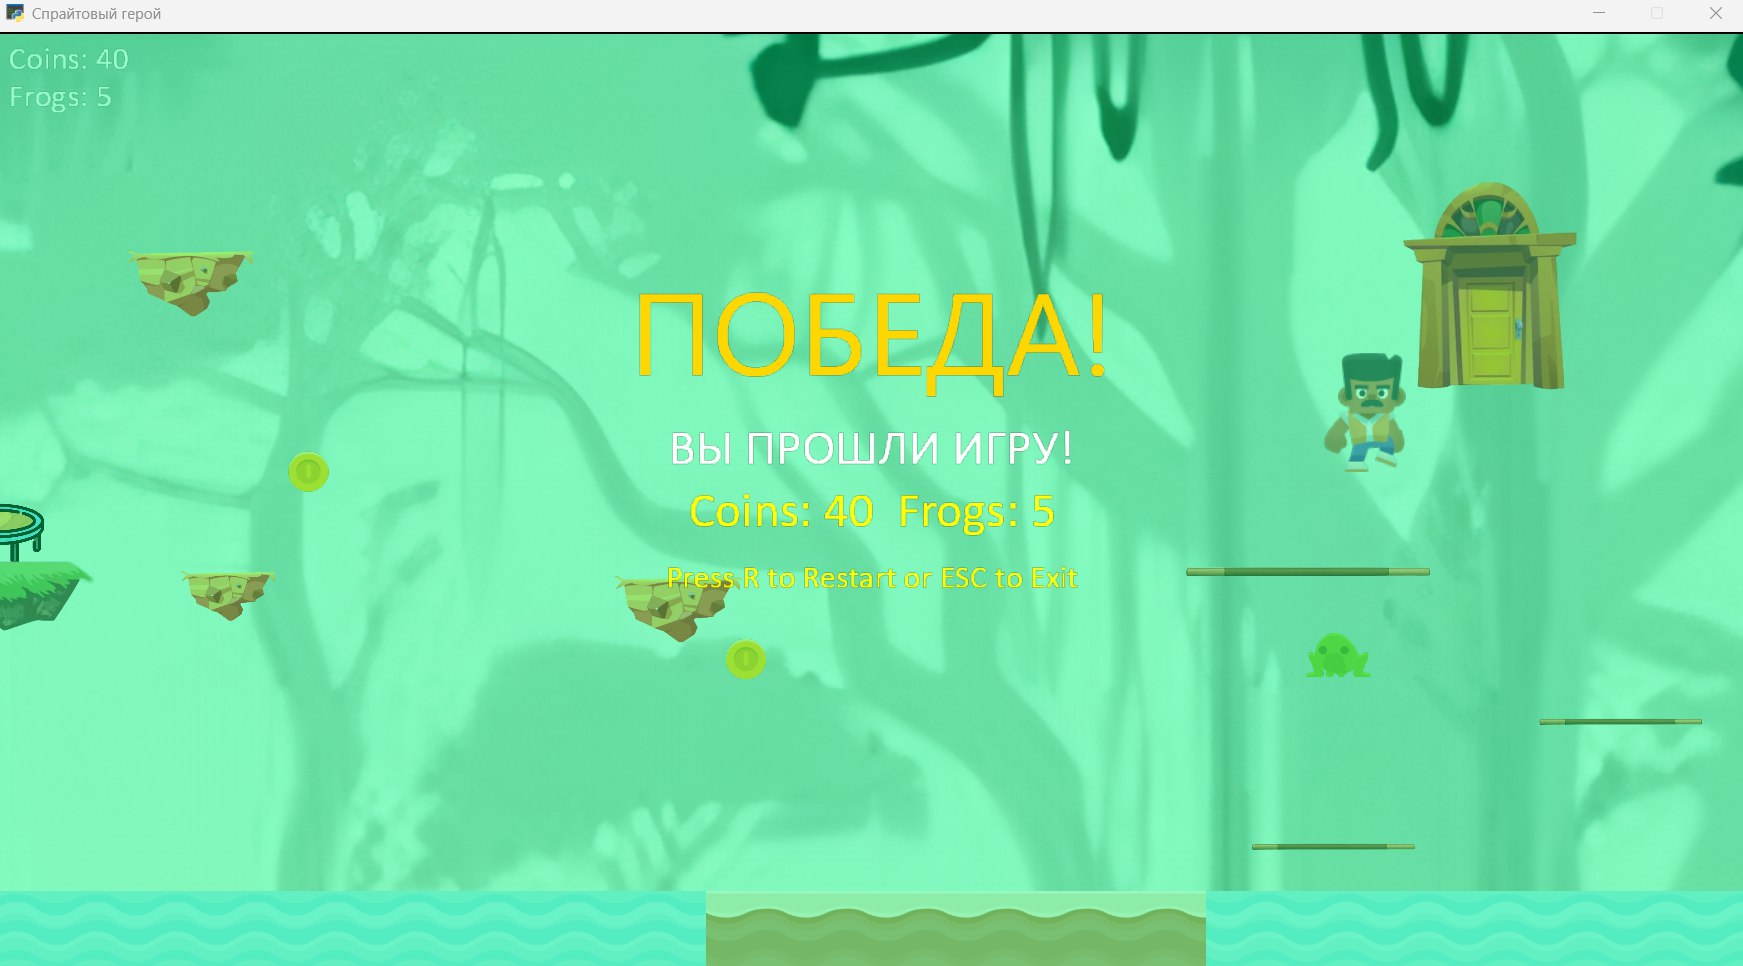 Спрайтовый герой
Coins: 40
Frogs: 5
ПОБЕДА!
ВЫ ПРОШЛИ ИГРУ!
Coins: 40 Frogs: 5
Press R to Restart or ESC to Exit